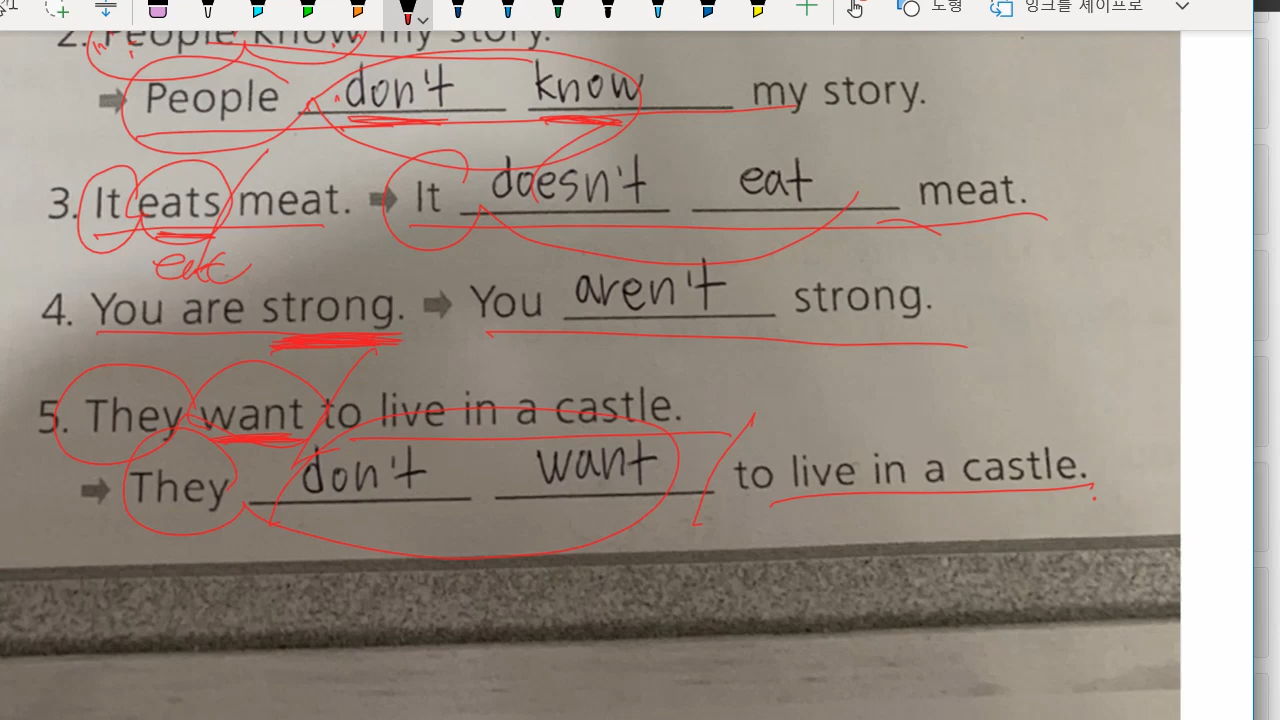 도형 잉크를 셰이프로
2. People know my story.
➡ People don't know my story.
3. It eats meat. ➡ It doesn't eat meat.
eat
4. You are strong. ➡ You aren't strong.
5. They want to live in a castle.
➡ They don't want to live in a castle.